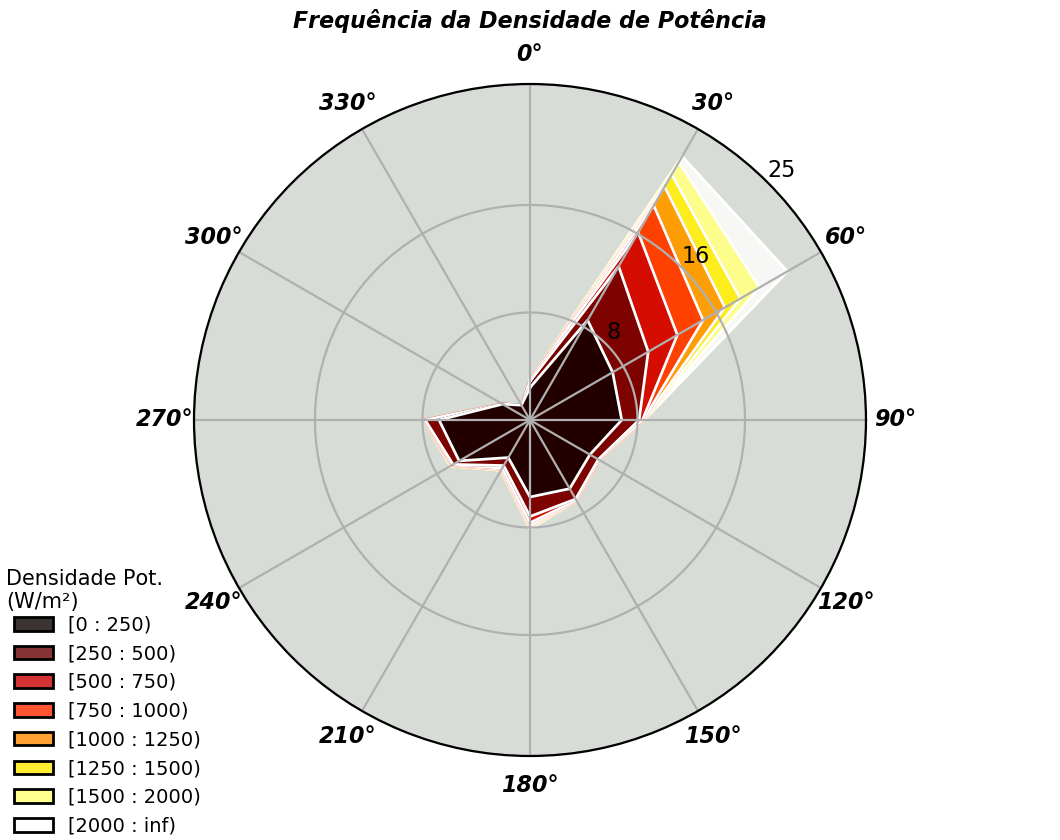 Frequência da Densidade de Potência
0°
330°
30°
25
300°
60°
16
8
270°
90°
240°
120°
210°
150°
180°
Densidade Pot.
(W/m²)
[0 : 250)
[250 : 500)
[500 : 750)
[750 : 1000)
[1000 : 1250)
[1250 : 1500)
[1500 : 2000)
[2000 : inf)